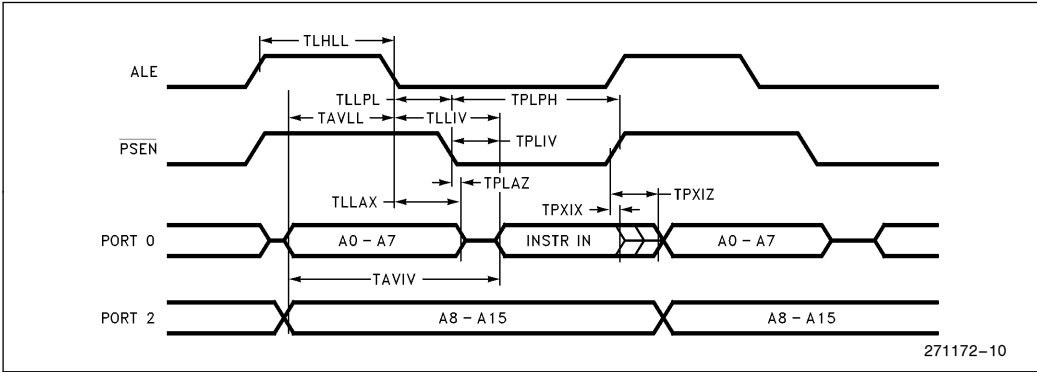 TLHLL
ALE
TLLPL TPLPH
TAVLL TLLIV
PSEN TPLIV
TPLAZ
TLLAX TPXIZ
TPXIX
PORT 0 A0 – A7 INSTR IN A0 – A7
TAVIV
PORT 2 A8 – A15 A8 – A15
271172–10